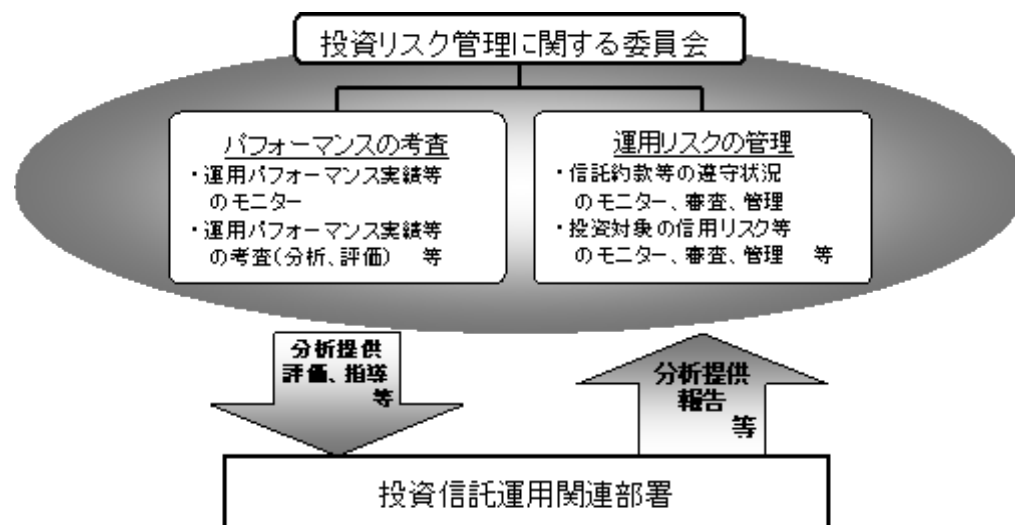 投資リスク管理に関する委員会
パフォーマンスの考査
・運用パフォーマンス実績等
のモニター
・運用パフォーマンス実績等
の考査(分析、評価) 等
運用リスクの管理
・信託約款等の遵守状況
のモニター、審査、管理
・投資対象の信用リスク等
のモニター、審査、管理 等
分析提供
評価、指導
等
分析提供
報告
等
投資信託運用関連部署